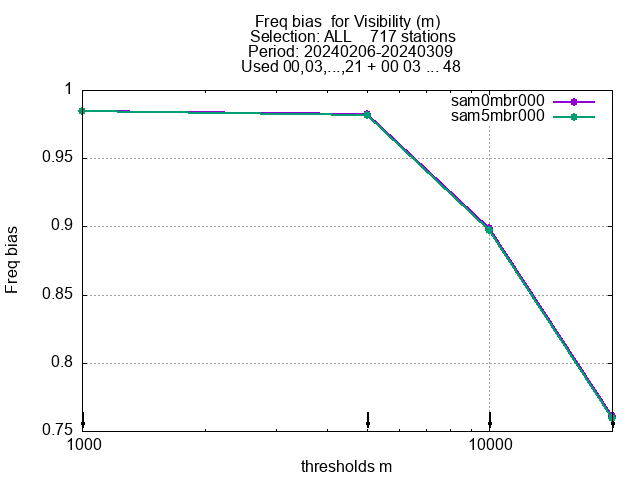 Freq bias  for Visibility (m)
Selection: ALL    717 stations
Period: 20240206-20240309
Used 00,03,...,21 + 00 03 ... 48
sam0mbr000
sam5mbr000
1
0.95
0.9
0.85
0.8
0.75
Freq bias
1000
10000
thresholds m